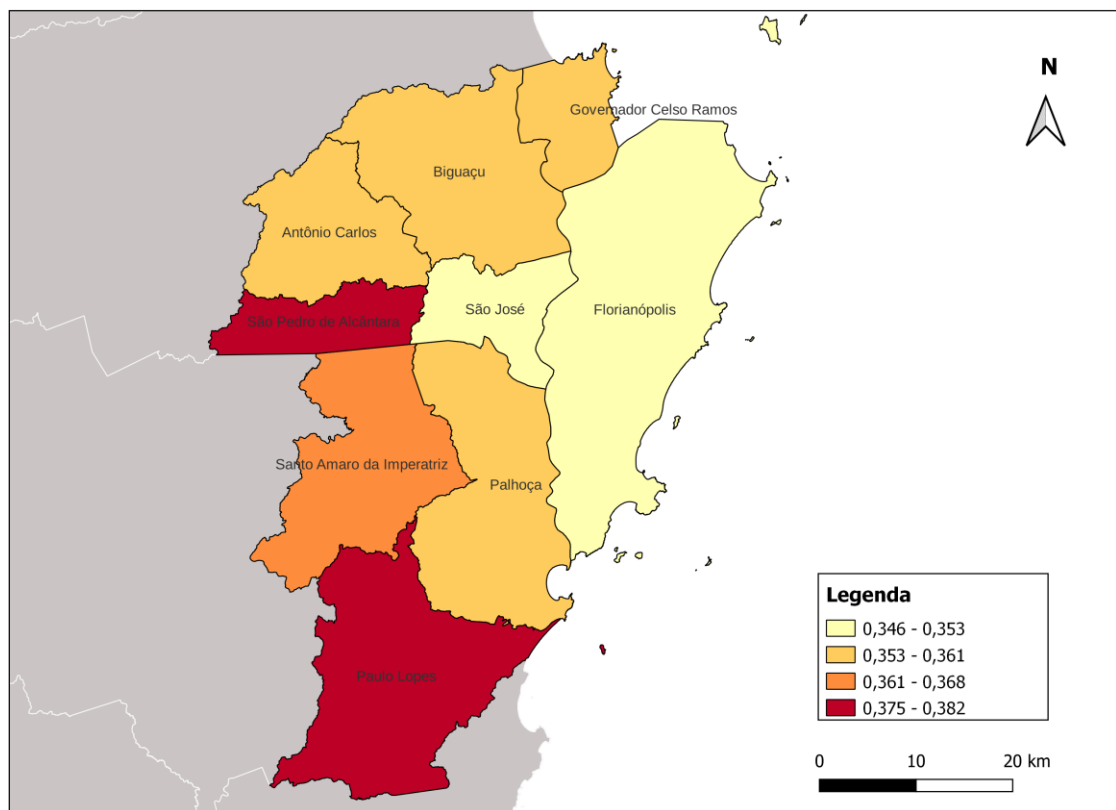 N
Governador Celso Ramos
Biguaçu
Antônio Carlos
São Pedro de Alcântara
São José
Florianópolis
Santo Amaro da Imperatriz
Palhoça
Paulo Lopes
Legenda
0,346 - 0,353
0,353 - 0,361
0,361 - 0,368
0,375 - 0,382
0 10 20 km